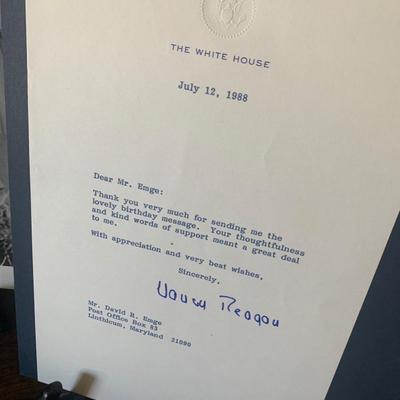 THE WHITE HOUSE
July 12, 1988
Dear Mr. Emge:
Thank you very much for sending me the
lovely birthday message. Your thoughtfulness
and kind words of support meant a great deal
to me.
With appreciation and very best wishes,
Sincerely,
Nancy Reagan
Mr. David R. Emge
Post Office Box 83
Linthicum, Maryland 21090